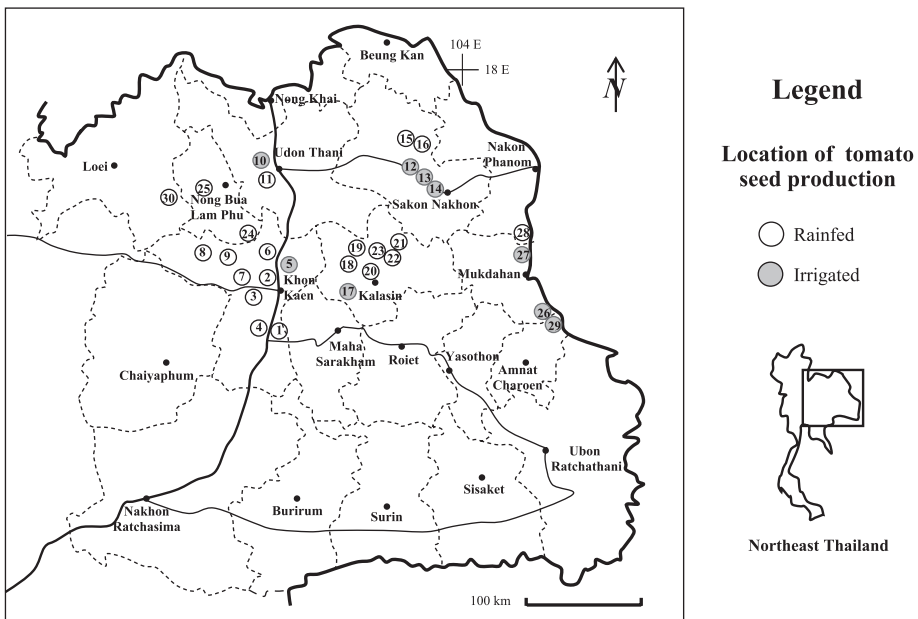 Beung Kan
104 E
18 E
N
Nong Khai
15
16
Nakon
Phanom
Udon Thani
10
12
Loei
11
13
14
25
30
Nong Bua
Lam Phu
Sakon Nakhon
24
28
8
9
6
19
23
21
22
27
5
18
20
7
2
Khon
Kaen
17
Kalasin
Mukdahan
3
26
29
4
1
Maha
Sarakham
Roiet
Yasothon
Amnat
Charoen
Chaiyaphum
Ubon
Ratchathani
Sisaket
Nakhon
Ratchasima
Burirum
Surin
100 km
Legend
Location of tomato
seed production
Rainfed
Irrigated
Northeast Thailand